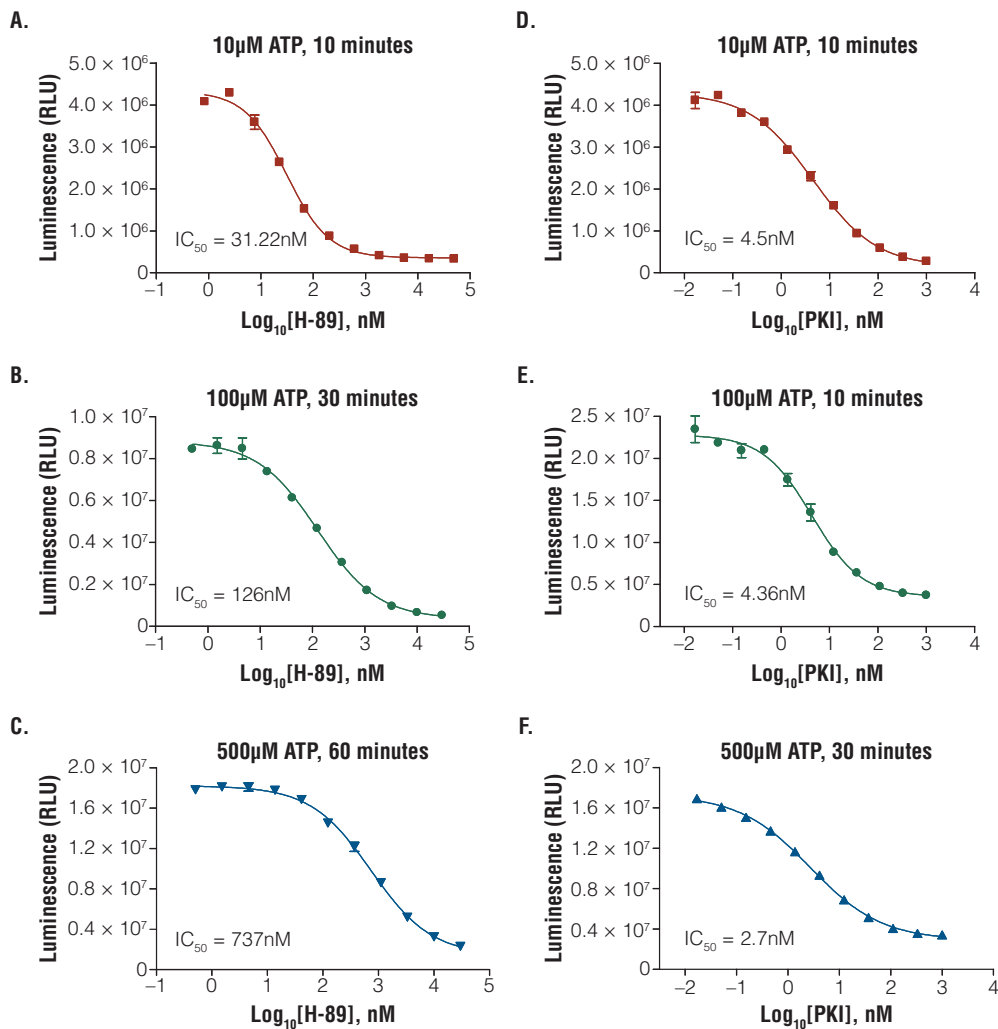 A.
10µM ATP, 10 minutes
Luminescence (RLU)
5.0 × 10⁶
4.0 × 10⁶
3.0 × 10⁶
2.0 × 10⁶
1.0 × 10⁶
0
IC₅₀ = 31.22nM
−1 0 1 2 3 4 5
Log₁₀[H-89], nM
D.
10µM ATP, 10 minutes
Luminescence (RLU)
5.0 × 10⁶
4.0 × 10⁶
3.0 × 10⁶
2.0 × 10⁶
1.0 × 10⁶
0
IC₅₀ = 4.5nM
−2 −1 0 1 2 3 4
Log₁₀[PKI], nM
B.
100µM ATP, 30 minutes
Luminescence (RLU)
1.0 × 10⁷
0.8 × 10⁷
0.6 × 10⁷
0.4 × 10⁷
0.2 × 10⁷
0
IC₅₀ = 126nM
−1 0 1 2 3 4 5
Log₁₀[H-89], nM
E.
100µM ATP, 10 minutes
Luminescence (RLU)
2.5 × 10⁷
2.0 × 10⁷
1.5 × 10⁷
1.0 × 10⁷
0.5 × 10⁷
0
IC₅₀ = 4.36nM
−2 −1 0 1 2 3 4
Log₁₀[PKI], nM
C.
500µM ATP, 60 minutes
Luminescence (RLU)
2.0 × 10⁷
1.6 × 10⁷
1.2 × 10⁷
0.4 × 10⁷
0.4 × 10⁷
0
IC₅₀ = 737nM
−1 0 1 2 3 4 5
Log₁₀[H-89], nM
F.
500µM ATP, 30 minutes
Luminescence (RLU)
2.0 × 10⁷
1.6 × 10⁷
1.2 × 10⁷
0.4 × 10⁷
0.4 × 10⁷
0
IC₅₀ = 2.7nM
−2 −1 0 1 2 3 4
Log₁₀[PKI], nM